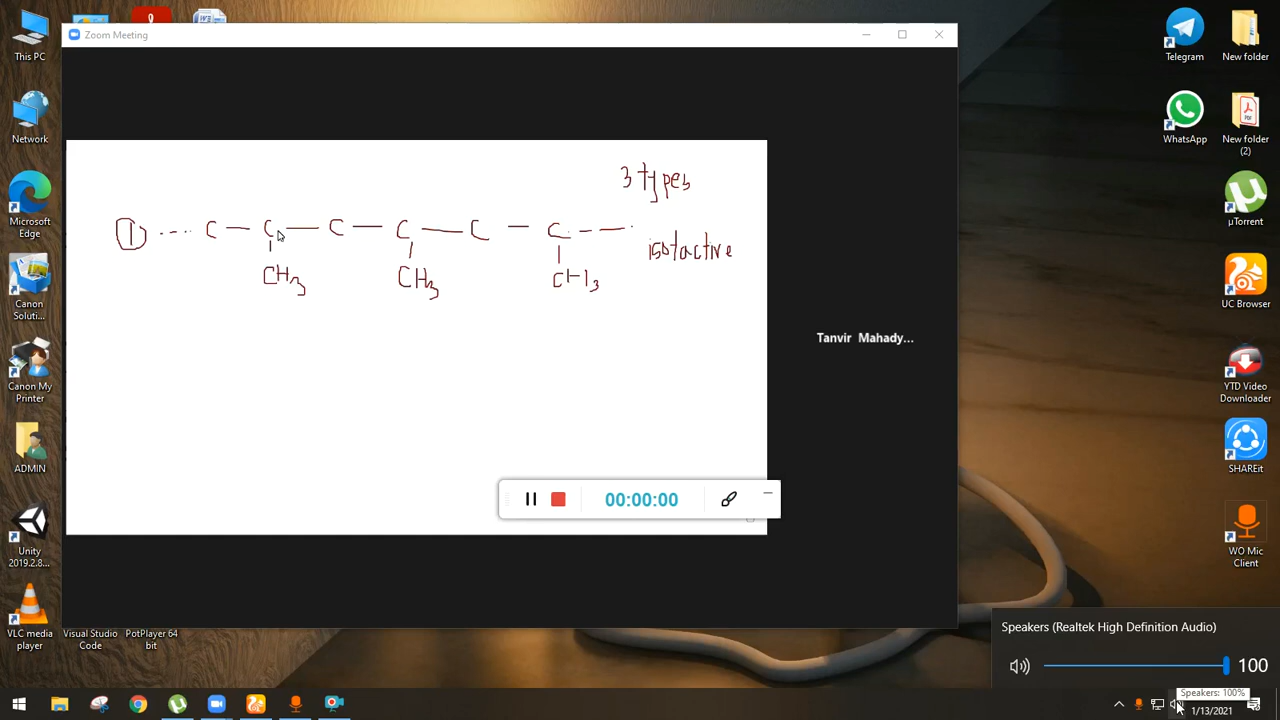 This PC
Network
Microsoft
Edge
Canon
Soluti...
Canon My
Printer
ADMIN
Unity
2019.2.8...
VLC media
player
Visual Studio
Code
PotPlayer 64
bit
Zoom Meeting
3 types
① ---- C — C — C — C — C — C - - —
isotactive
CH3 CH3 CH3
Tanvir Mahady...
00:00:00
Telegram
New folder
WhatsApp
New folder
(2)
µTorrent
UC Browser
YTD Video
Downloader
SHAREit
WO Mic
Client
Speakers (Realtek High Definition Audio)
100
Speakers: 100%
1/13/2021